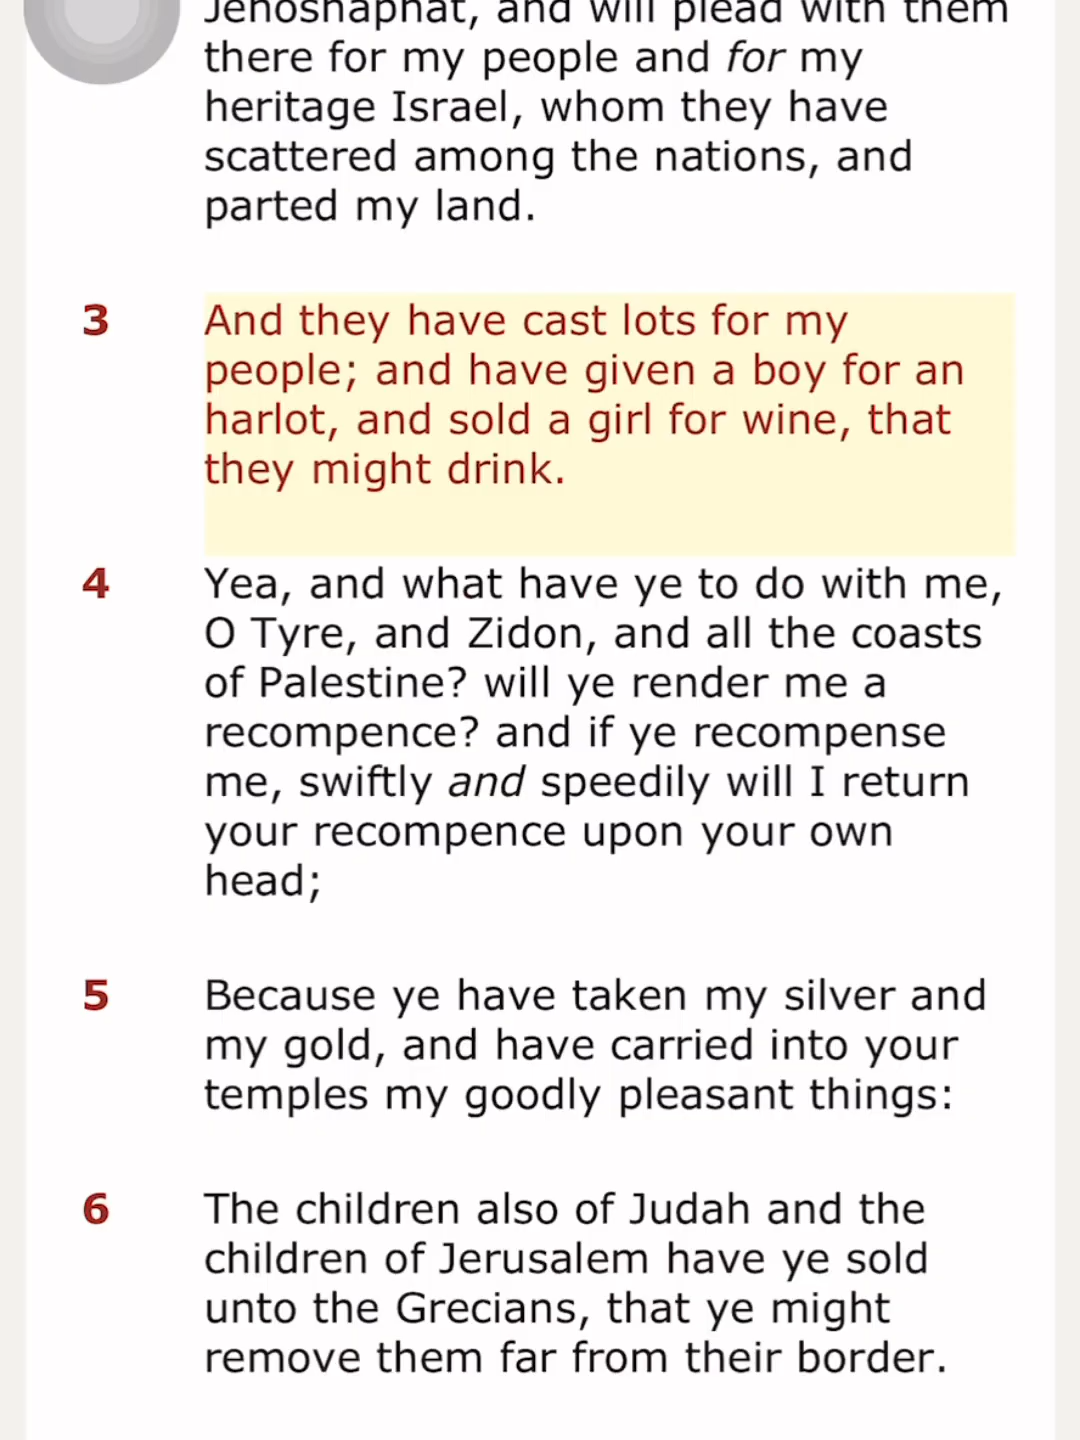 Jehoshaphat, and will plead with them
there for my people and for my
heritage Israel, whom they have
scattered among the nations, and
parted my land.
3 And they have cast lots for my
people; and have given a boy for an
harlot, and sold a girl for wine, that
they might drink.
4 Yea, and what have ye to do with me,
O Tyre, and Zidon, and all the coasts
of Palestine? will ye render me a
recompence? and if ye recompense
me, swiftly and speedily will I return
your recompence upon your own
head;
5 Because ye have taken my silver and
my gold, and have carried into your
temples my goodly pleasant things:
6 The children also of Judah and the
children of Jerusalem have ye sold
unto the Grecians, that ye might
remove them far from their border.